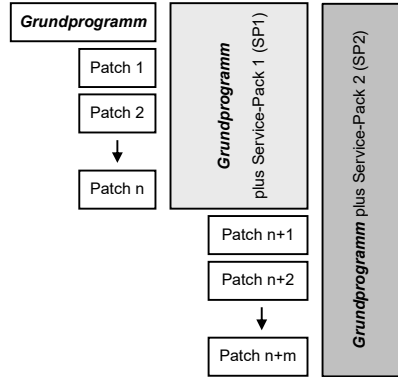 Grundprogramm
Patch 1
Patch 2
Patch n
Grundprogramm
plus Service-Pack 1 (SP1)
Patch n+1
Patch n+2
Patch n+m
Grundprogramm plus Service-Pack 2 (SP2)